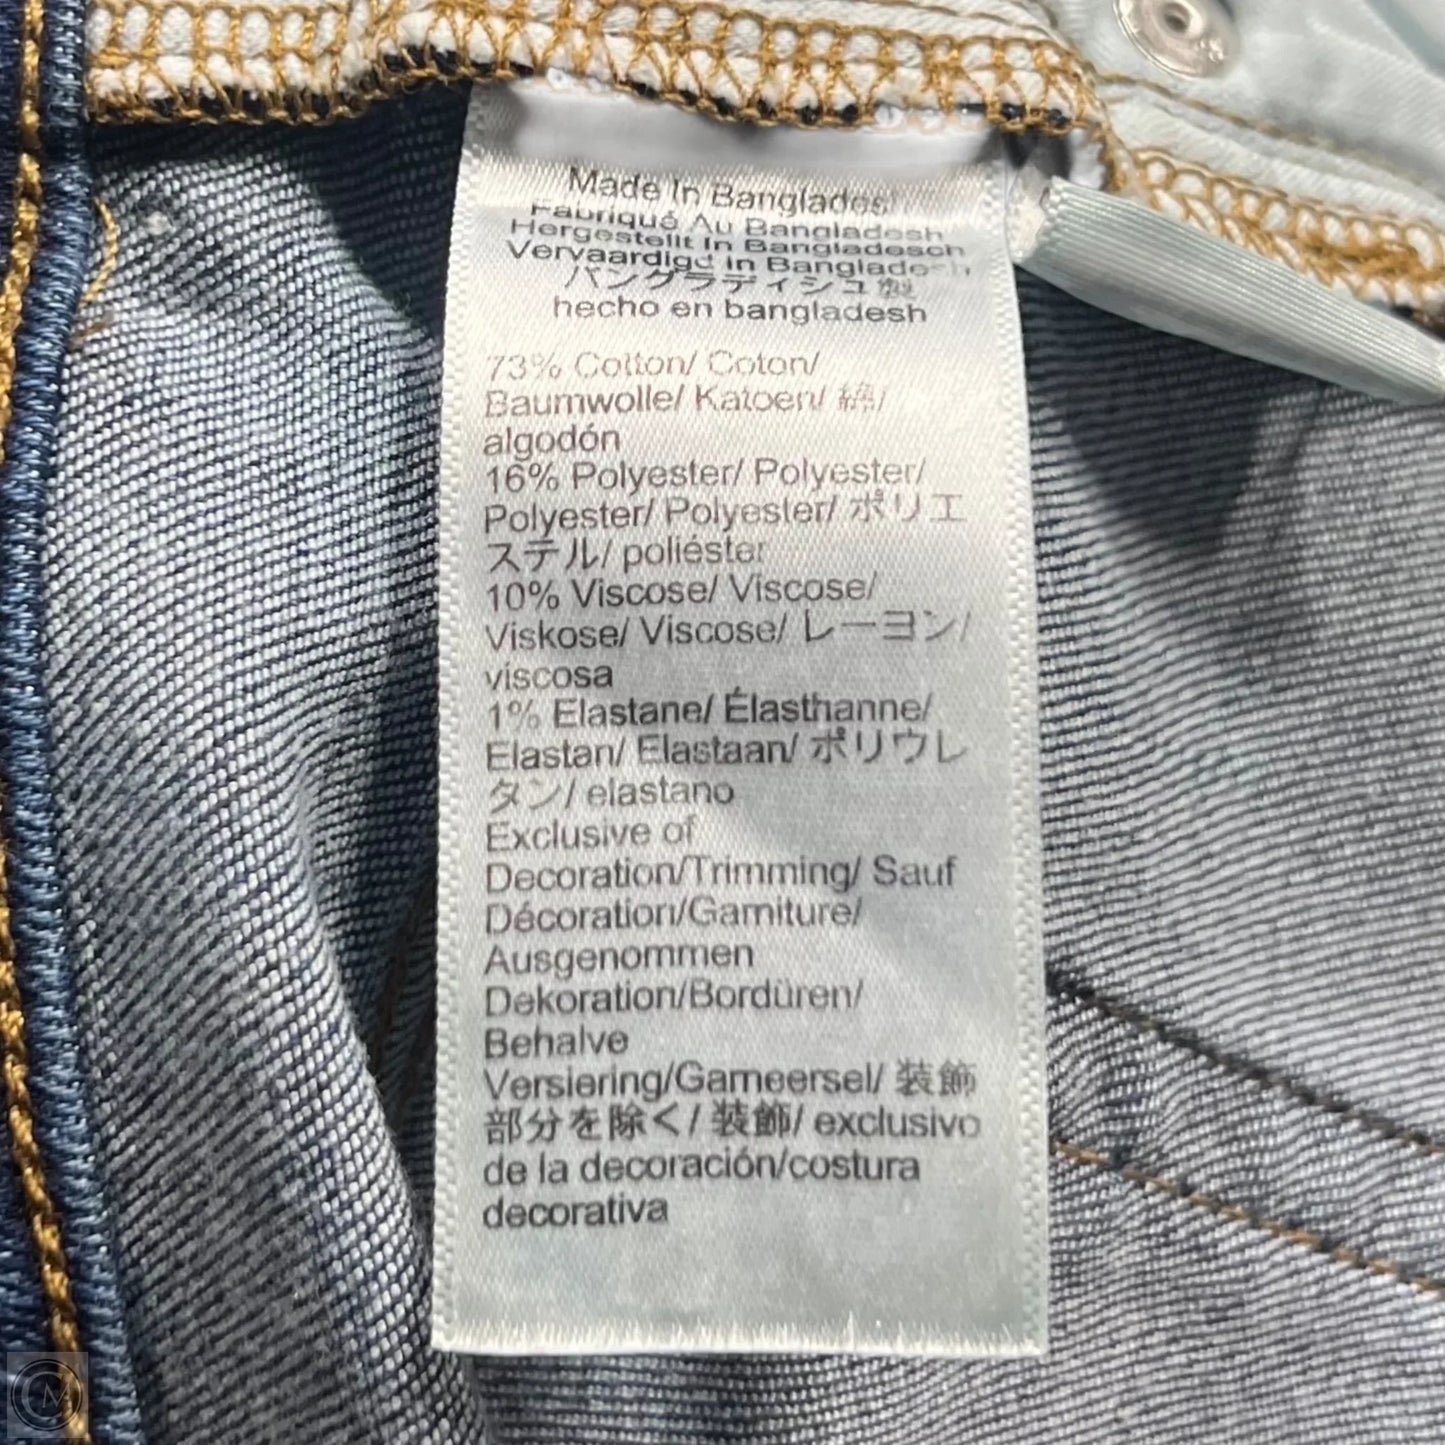 Made In Bangladesh
Fabriqué Au Bangladesh
Hergestellt In Bangladesch
Vervaardigd In Bangladesh
バングラディシュ製
hecho en bangladesh
73% Cotton/ Coton/
Baumwolle/ Katoen/ 綿/
algodón
16% Polyester/ Polyester/
Polyester/ Polyester/ ポリエ
ステル/ poliéster
10% Viscose/ Viscose/
Viskose/ Viscose/ レーヨン/
viscosa
1% Elastane/ Élasthanne/
Elastan/ Elastaan/ ポリウレ
タン/ elastano
Exclusive of
Decoration/Trimming/ Sauf
Décoration/Garniture/
Ausgenommen
Dekoration/Bordüren/
Behalve
Versiering/Garneersel/ 装飾
部分を除く/ 装飾/ exclusivo
de la decoración/costura
decorativa